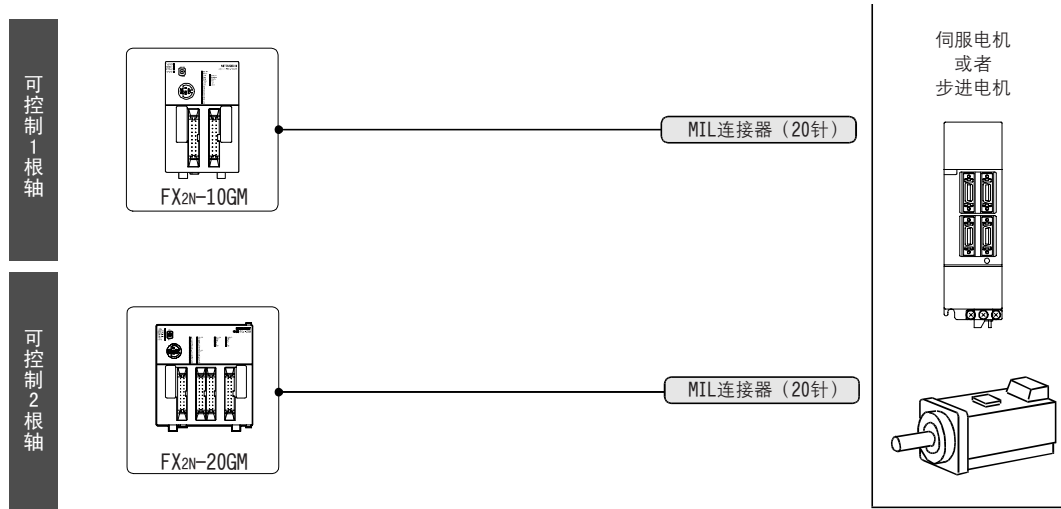 可控制1根轴
FX2N-10GM
MIL连接器（20针）
伺服电机
或者
步进电机
可控制2根轴
FX2N-20GM
MIL连接器（20针）